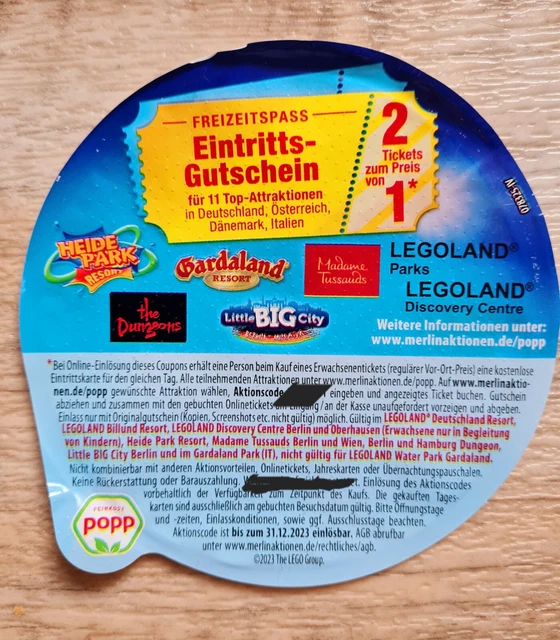 FREIZEITSPASS
Eintritts-
Gutschein
für 11 Top-Attraktionen
in Deutschland, Österreich,
Dänemark, Italien
2
Tickets
zum Preis
von 1*
078325-IV
HEIDE
PARK
RESORT
Gardaland
RESORT
Madame
Tussauds
LEGOLAND®
Parks
LEGOLAND®
Discovery Centre
the
Dungeons
LITTLE BIG City
BERLIN
Weitere Informationen unter:
www.merlinaktionen.de/popp
*Bei Online-Einlösung dieses Coupons erhält eine Person beim Kauf eines Erwachsenentickets (regulärer Vor-Ort-Preis) eine kostenlose
Eintrittskarte für den gleichen Tag. Alle teilnehmenden Attraktionen unter www.merlinaktionen.de/popp. Auf www.merlinaktio-
nen.de/popp gewünschte Attraktion wählen, Aktionscode eingeben und angezeigte Ticket buchen. Gutschein
abziehen und zusammen mit den gebuchten Onlinetickets am Eingang/an der Kasse unaufgefordert vorzeigen und abgeben.
Einlass nur mit Originalgutschein (Kopien, Screenshots etc. nicht gültig) möglich. Gültig im LEGOLAND® Deutschland Resort,
LEGOLAND Billund Resort, LEGOLAND Discovery Centre Berlin und Oberhausen (Erwachsene nur in Begleitung
von Kindern), Heide Park Resort, Madame Tussauds Berlin und Wien, Berlin und Hamburg Dungeon,
Little BIG City Berlin und im Gardaland Park (IT), nicht gültig für LEGOLAND Water Park Gardaland.
Nicht kombinierbar mit anderen Aktionsvorteilen, Onlinetickets, Jahreskarten oder Übernachtungspauschalen.
Keine Rückerstattung oder Barauszahlung. Einlösung des Aktionscodes
vorbehaltlich der Verfügbarkeit zum Zeitpunkt des Kaufs. Die gekauften Tages-
karten sind ausschließlich am gebuchten Besuchsdatum gültig. Bitte Öffnungstage
und -zeiten, Einlasskonditionen, sowie ggf. Ausschlusstage beachten.
Aktionscode ist bis zum 31.12.2023 einlösbar. AGB abrufbar
unter www.merlinaktionen.de/rechtliches/agb.
©2023 The LEGO Group.
FEINKOST
popp